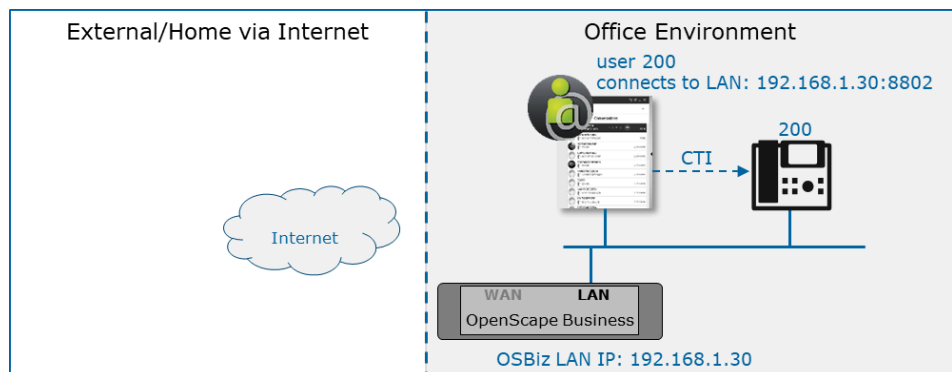 External/Home via Internet
Office Environment
user 200
connects to LAN: 192.168.1.30:8802
@
200
CTI
Internet
WAN LAN
OpenScape Business
OSBiz LAN IP: 192.168.1.30